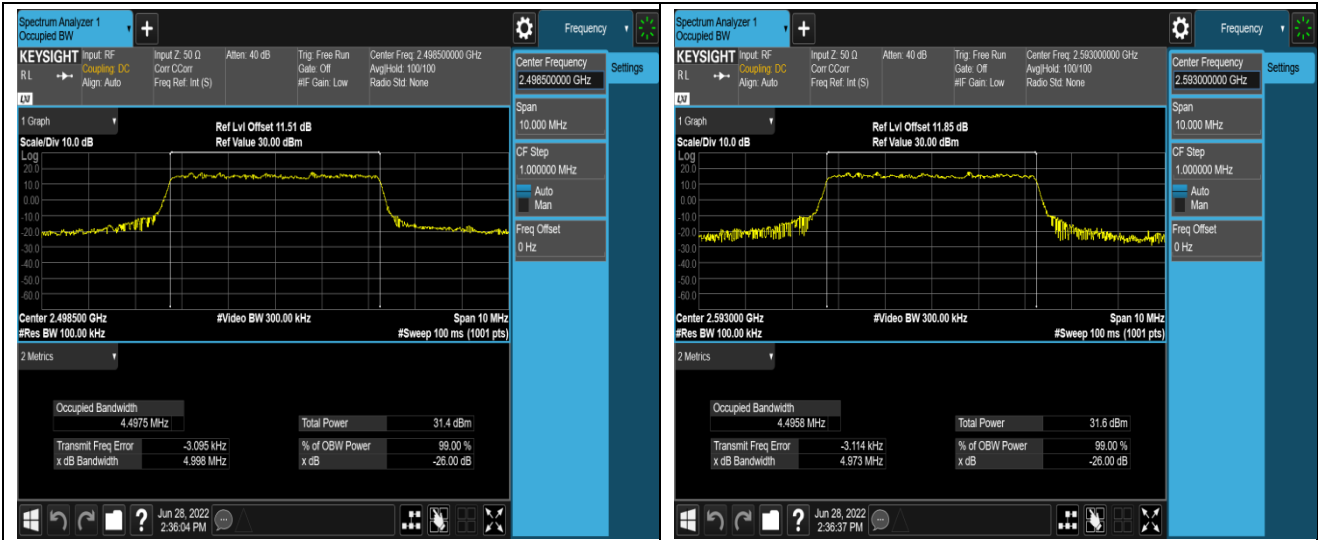 Spectrum Analyzer 1
Occupied BW
+
Frequency
KEYSIGHT Input: RF Input Z: 50 Ω Atten: 40 dB Trig: Free Run Center Freq: 2.498500000 GHz
RL Coupling: DC Corr CCorr Gate: Off Avg|Hold: 100/100
Align: Auto Freq Ref: Int (S) #IF Gain: Low Radio Std: None
LXI
Center Frequency
2.498500000 GHz
Settings
Span
10.000 MHz
CF Step
1.000000 MHz
Auto
Man
Freq Offset
0 Hz
1 Graph
Ref Lvl Offset 11.51 dB
Scale/Div 10.0 dB Ref Value 30.00 dBm
Log
20.0
10.0
0.00
-10.0
-20.0
-30.0
-40.0
-50.0
-60.0
Center 2.498500 GHz #Video BW 300.00 kHz Span 10 MHz
#Res BW 100.00 kHz #Sweep 100 ms (1001 pts)
2 Metrics
Occupied Bandwidth
4.4975 MHz Total Power 31.4 dBm
Transmit Freq Error -3.095 kHz % of OBW Power 99.00 %
x dB Bandwidth 4.998 MHz x dB -26.00 dB
? Jun 28, 2022
2:36:04 PM
Spectrum Analyzer 1
Occupied BW
+
Frequency
KEYSIGHT Input: RF Input Z: 50 Ω Atten: 40 dB Trig: Free Run Center Freq: 2.593000000 GHz
RL Coupling: DC Corr CCorr Gate: Off Avg|Hold: 100/100
Align: Auto Freq Ref: Int (S) #IF Gain: Low Radio Std: None
LXI
Center Frequency
2.593000000 GHz
Settings
Span
10.000 MHz
CF Step
1.000000 MHz
Auto
Man
Freq Offset
0 Hz
1 Graph
Ref Lvl Offset 11.85 dB
Scale/Div 10.0 dB Ref Value 30.00 dBm
Log
20.0
10.0
0.00
-10.0
-20.0
-30.0
-40.0
-50.0
-60.0
Center 2.593000 GHz #Video BW 300.00 kHz Span 10 MHz
#Res BW 100.00 kHz #Sweep 100 ms (1001 pts)
2 Metrics
Occupied Bandwidth
4.4958 MHz Total Power 31.6 dBm
Transmit Freq Error -3.114 kHz % of OBW Power 99.00 %
x dB Bandwidth 4.973 MHz x dB -26.00 dB
? Jun 28, 2022
2:36:37 PM